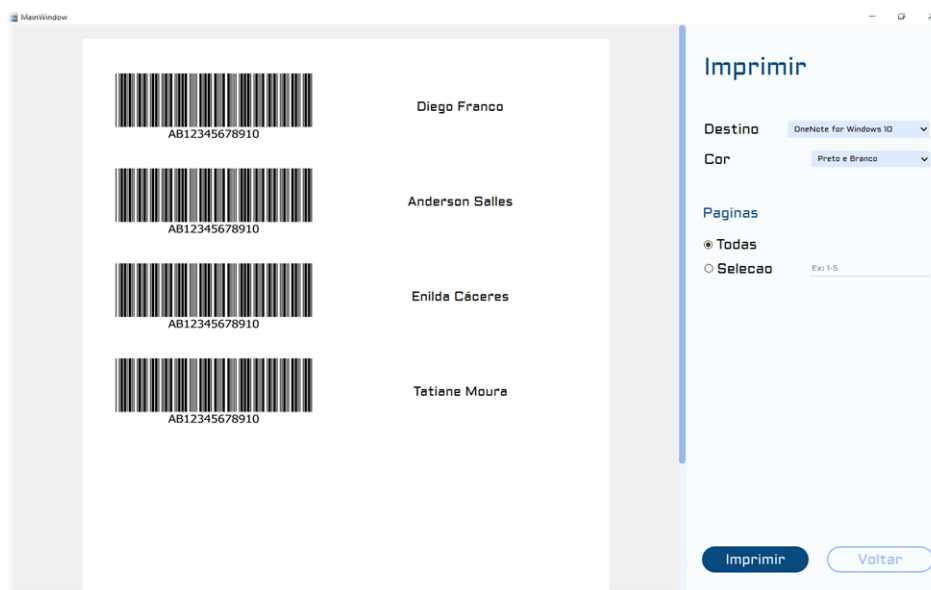 MainWindow
AB12345678910
Diego Franco
AB12345678910
Anderson Salles
AB12345678910
Enilda Cáceres
AB12345678910
Tatiane Moura
Imprimir
Destino OneNote for Windows 10
Cor Preto e Branco
Paginas
Todas
Selecao Ex: 1-5
Imprimir Voltar